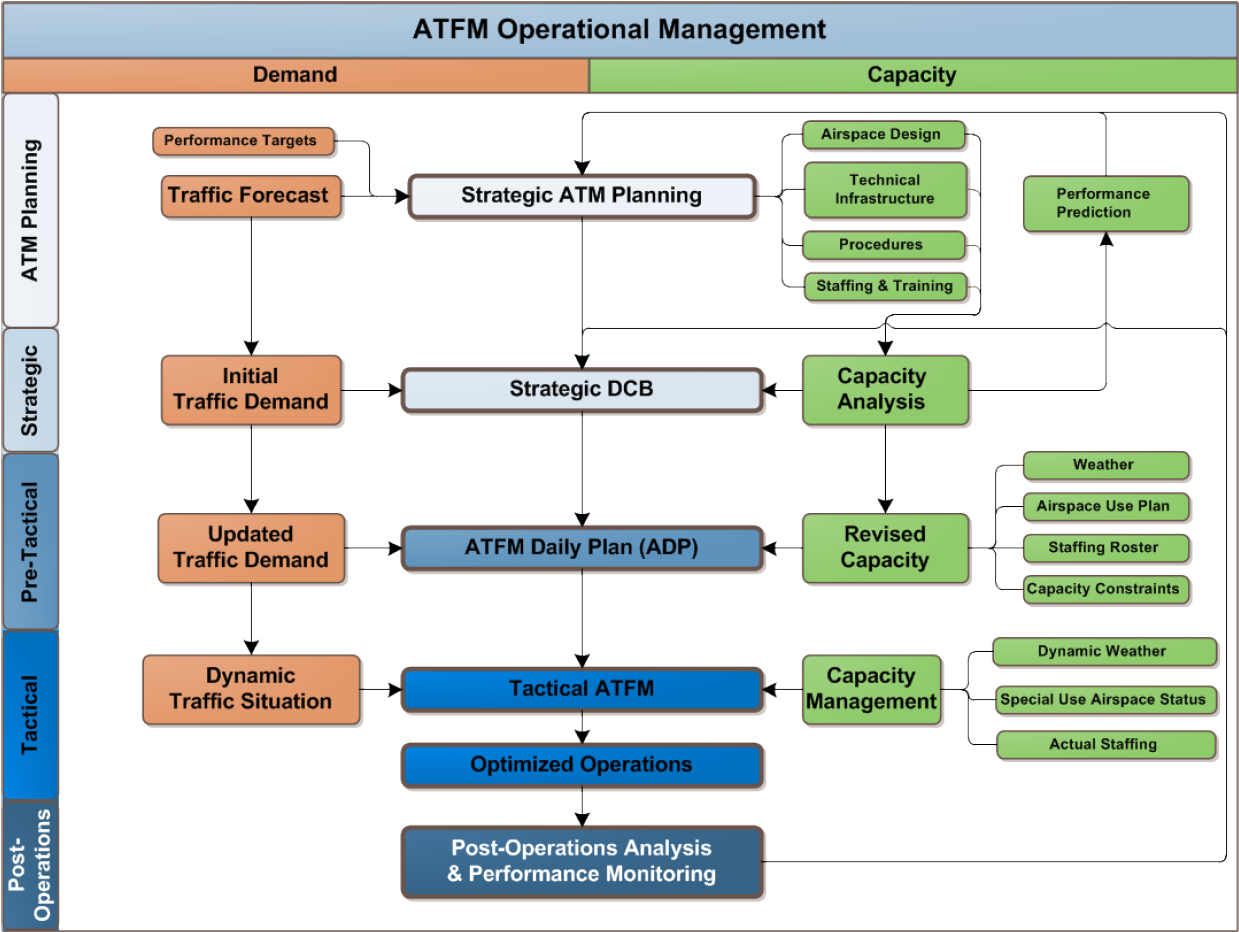 ATFM Operational Management
Demand
Capacity
ATM Planning
Performance Targets
Traffic Forecast
Strategic ATM Planning
Airspace Design
Technical
Infrastructure
Procedures
Staffing & Training
Performance
Prediction
Strategic
Initial
Traffic Demand
Strategic DCB
Capacity
Analysis
Pre-Tactical
Updated
Traffic Demand
ATFM Daily Plan (ADP)
Revised
Capacity
Weather
Airspace Use Plan
Staffing Roster
Capacity Constraints
Tactical
Dynamic
Traffic Situation
Tactical ATFM
Capacity
Management
Dynamic Weather
Special Use Airspace Status
Actual Staffing
Optimized Operations
Post-
Operations
Post-Operations Analysis
& Performance Monitoring